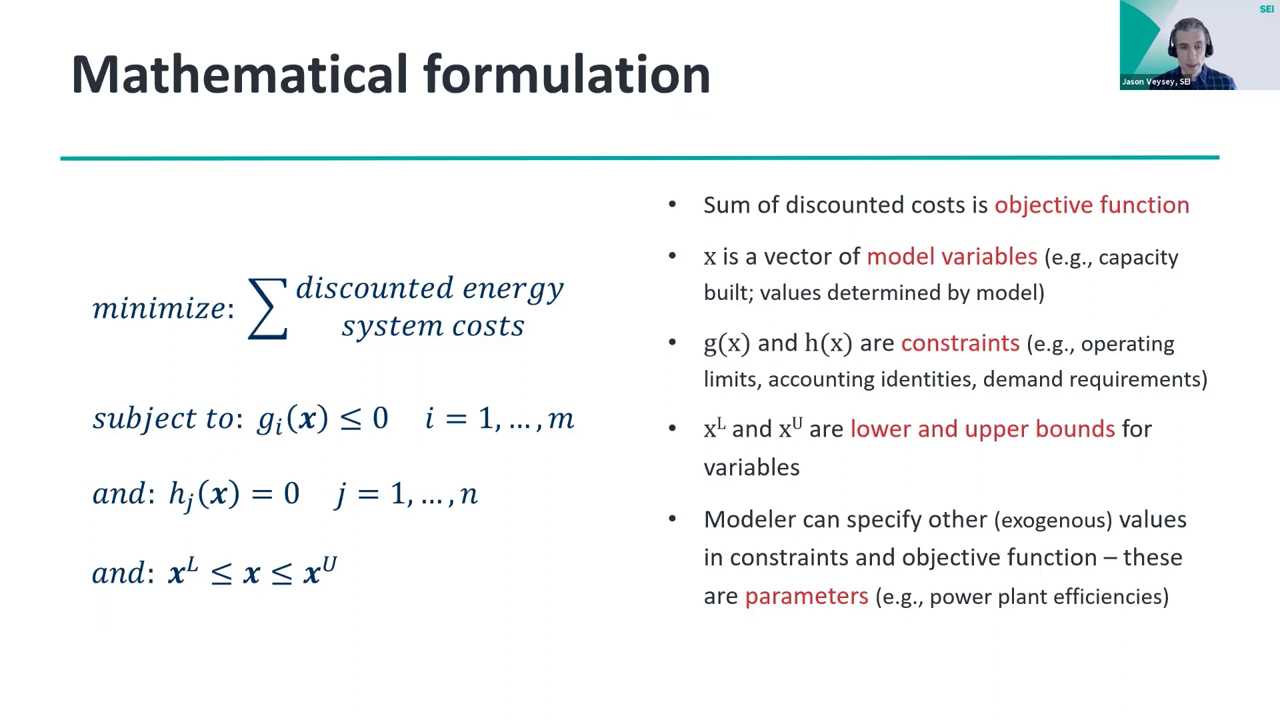 SEI
Jason Veysey, SEI
Mathematical formulation
minimize: ∑ discounted energy
system costs
subject to: gᵢ(x) ≤ 0 i = 1, … , m
and: hⱼ(x) = 0 j = 1, … , n
and: xᴸ ≤ x ≤ xᵁ
• Sum of discounted costs is objective function
• x is a vector of model variables (e.g., capacity
built; values determined by model)
• g(x) and h(x) are constraints (e.g., operating
limits, accounting identities, demand requirements)
• xᴸ and xᵁ are lower and upper bounds for
variables
• Modeler can specify other (exogenous) values
in constraints and objective function – these
are parameters (e.g., power plant efficiencies)